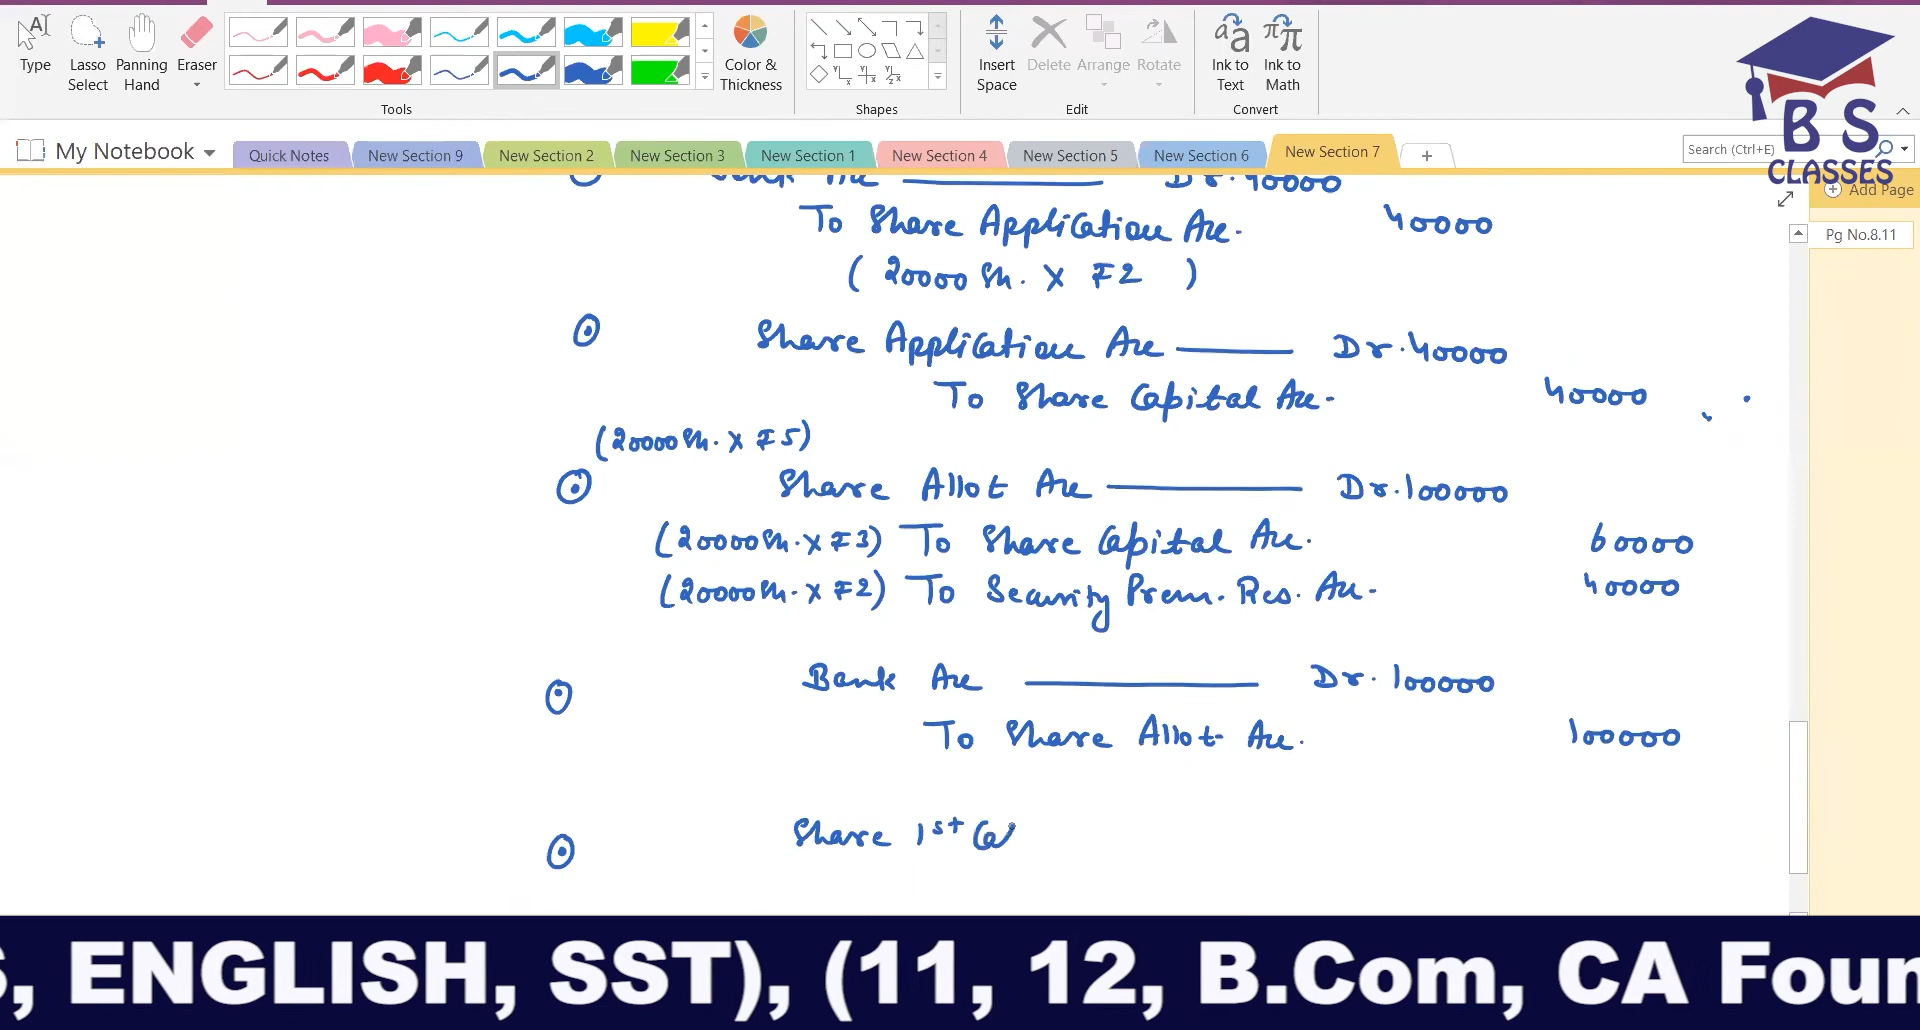 Type
Lasso Select
Panning Hand
Eraser
Color & Thickness
Insert Space
Delete
Arrange
Rotate
Ink to Text
Ink to Math
Tools
Shapes
Edit
Convert
B S
CLASSES
My Notebook
Quick Notes
New Section 9
New Section 2
New Section 3
New Section 1
New Section 4
New Section 5
New Section 6
New Section 7
Search (Ctrl+E)
Add Page
Pg No.8.11
Bank A/c Dr. 40000
To Share Application A/c. 40000
( 20000 Sh. X ₹2 )
Share Application A/c Dr. 40000
To Share Capital A/c. 40000
(20000 Sh. X ₹5)
Share Allot A/c Dr. 100000
(20000 Sh. X ₹3) To Share Capital A/c. 60000
(20000 Sh. X ₹2) To Security Prem. Res. A/c. 40000
Bank A/c Dr. 100000
To Share Allot A/c. 100000
Share 1st Ca
S, ENGLISH, SST), (11, 12, B.Com, CA Foun